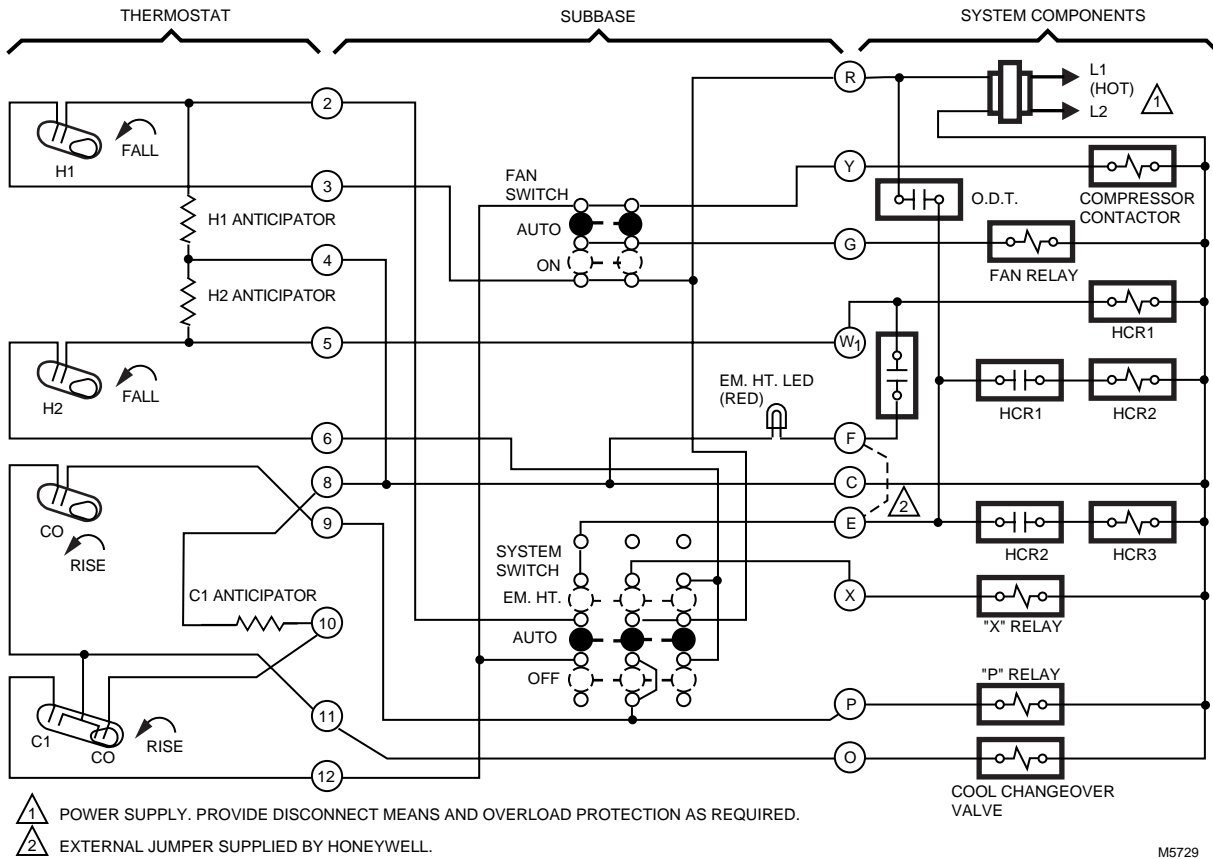 THERMOSTAT
SUBBASE
SYSTEM COMPONENTS
R
L1
(HOT)
L2
1
2
FALL
H1
3
FAN
SWITCH
Y
COMPRESSOR
CONTACTOR
O.D.T.
H1 ANTICIPATOR
AUTO
G
4
ON
FAN RELAY
H2 ANTICIPATOR
5
W1
HCR1
FALL
H2
EM. HT. LED
(RED)
HCR1
HCR2
6
F
8
C
2
CO
9
E
RISE
SYSTEM
SWITCH
HCR2
HCR3
C1 ANTICIPATOR
EM. HT.
X
10
"X" RELAY
AUTO
OFF
"P" RELAY
11
P
C1
CO
RISE
O
12
COOL CHANGEOVER
VALVE
1 POWER SUPPLY. PROVIDE DISCONNECT MEANS AND OVERLOAD PROTECTION AS REQUIRED.
2 EXTERNAL JUMPER SUPPLIED BY HONEYWELL.
M5729